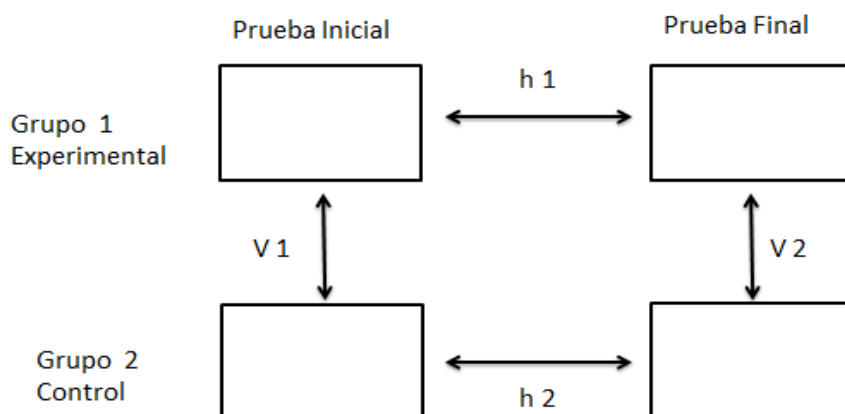 Prueba Inicial
Prueba Final
h 1
Grupo 1
Experimental
V 1
V 2
Grupo 2
Control
h 2